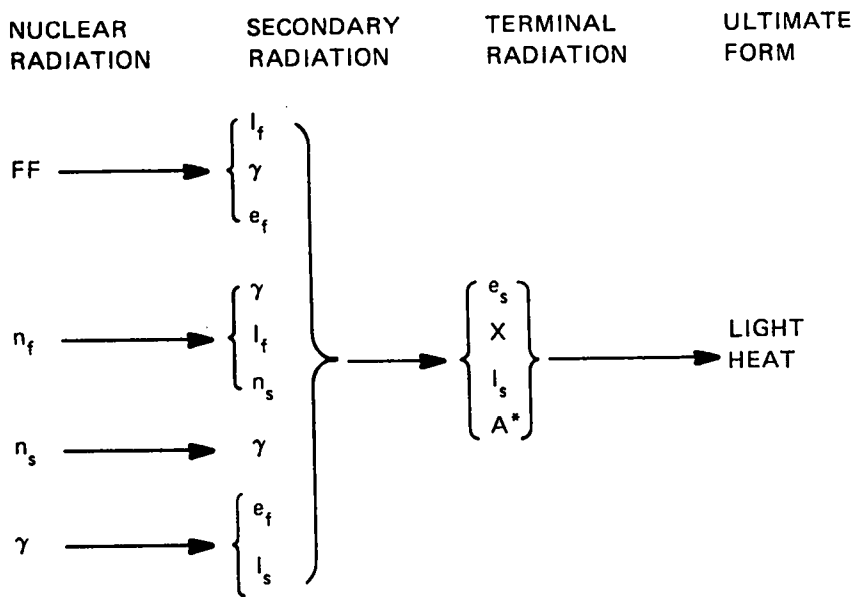 NUCLEAR RADIATION
SECONDARY RADIATION
TERMINAL RADIATION
ULTIMATE FORM
FF
I_f
γ
e_f
n_f
γ
I_f
n_s
n_s
γ
γ
e_f
I_s
e_s
X
I_s
A*
LIGHT
HEAT